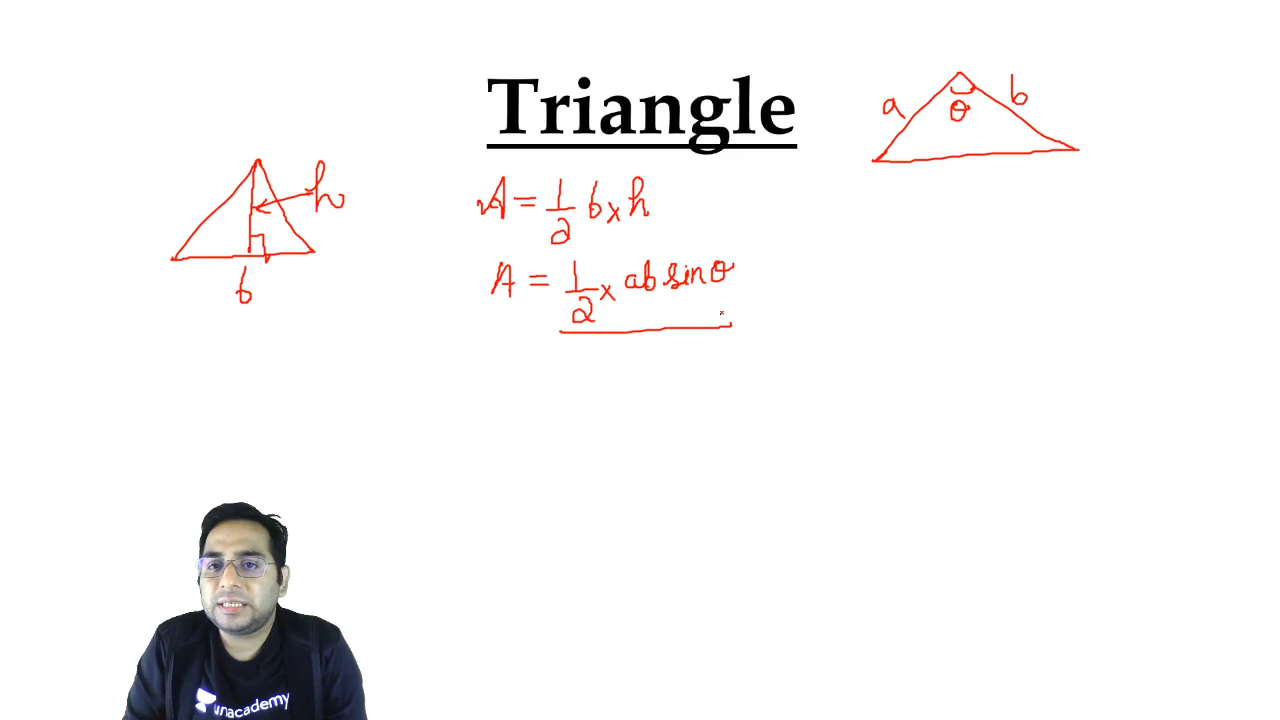 Triangle
a
b
θ
h
b
A = 1/2 b x h
A = 1/2 x ab sinθ
unacademy